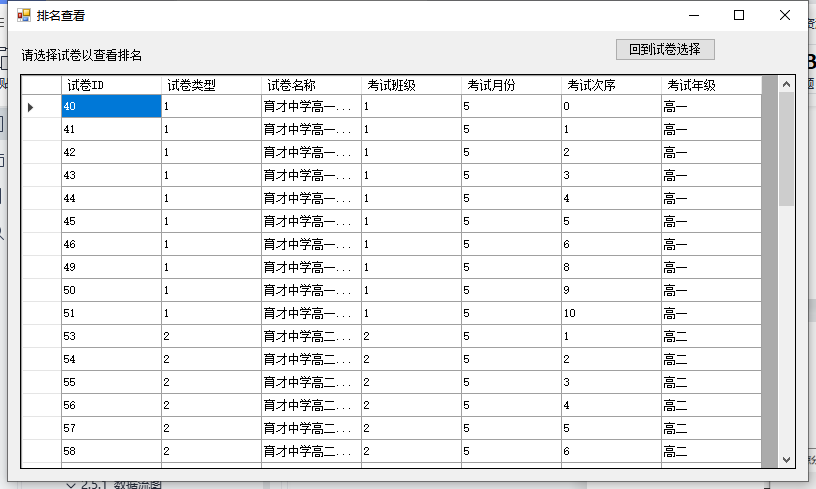 排名查看
请选择试卷以查看排名
回到试卷选择
试卷ID 试卷类型 试卷名称 考试班级 考试月份 考试次序 考试年级
40 1 育才中学高一... 1 5 0 高一
41 1 育才中学高一... 1 5 1 高一
42 1 育才中学高一... 1 5 2 高一
43 1 育才中学高一... 1 5 3 高一
44 1 育才中学高一... 1 5 4 高一
45 1 育才中学高一... 1 5 5 高一
46 1 育才中学高一... 1 5 6 高一
49 1 育才中学高一... 1 5 8 高一
50 1 育才中学高一... 1 5 9 高一
51 1 育才中学高一... 1 5 10 高一
53 2 育才中学高二... 2 5 1 高二
54 2 育才中学高二... 2 5 2 高二
55 2 育才中学高二... 2 5 3 高二
56 2 育才中学高二... 2 5 4 高二
57 2 育才中学高二... 2 5 5 高二
58 2 育才中学高二... 2 5 6 高二
2.5.1 数据流图